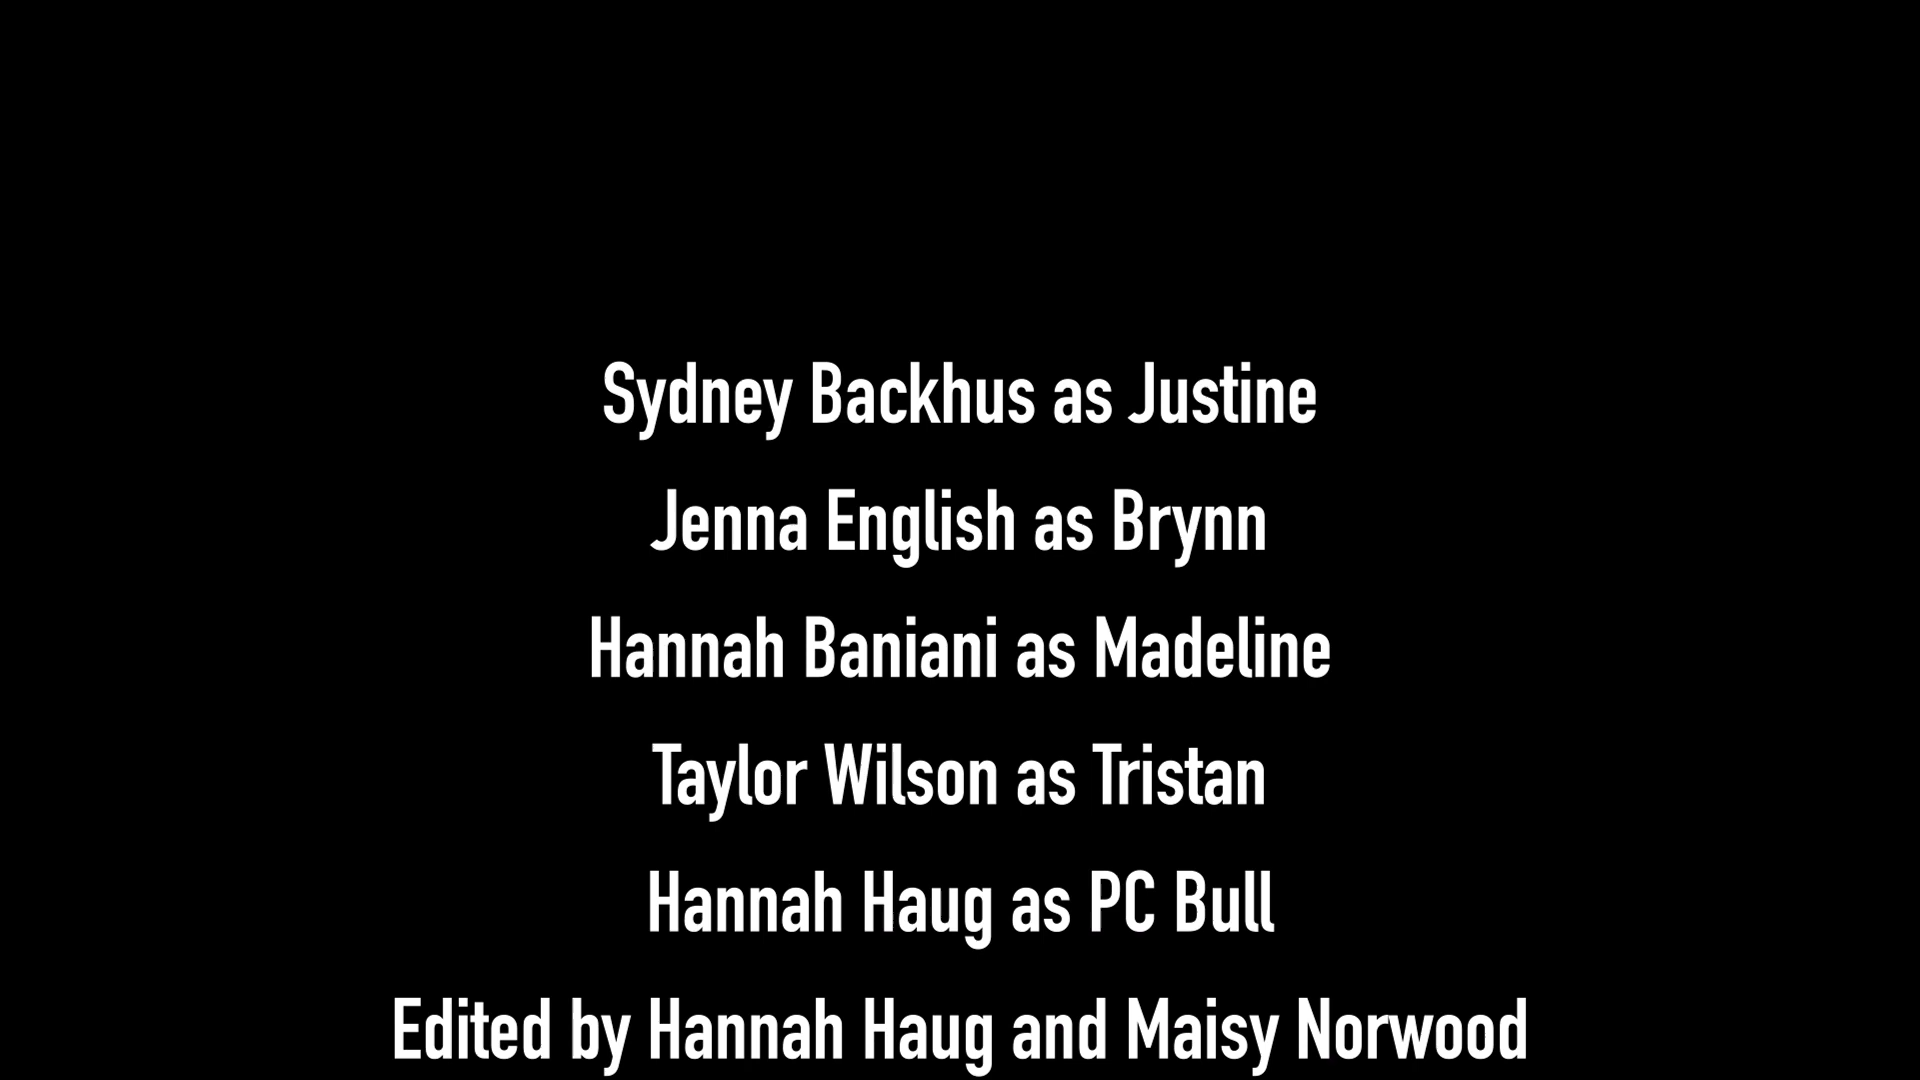 Sydney Backhus as Justine
Jenna English as Brynn
Hannah Baniani as Madeline
Taylor Wilson as Tristan
Hannah Haug as PC Bull
Edited by Hannah Haug and Maisy Norwood